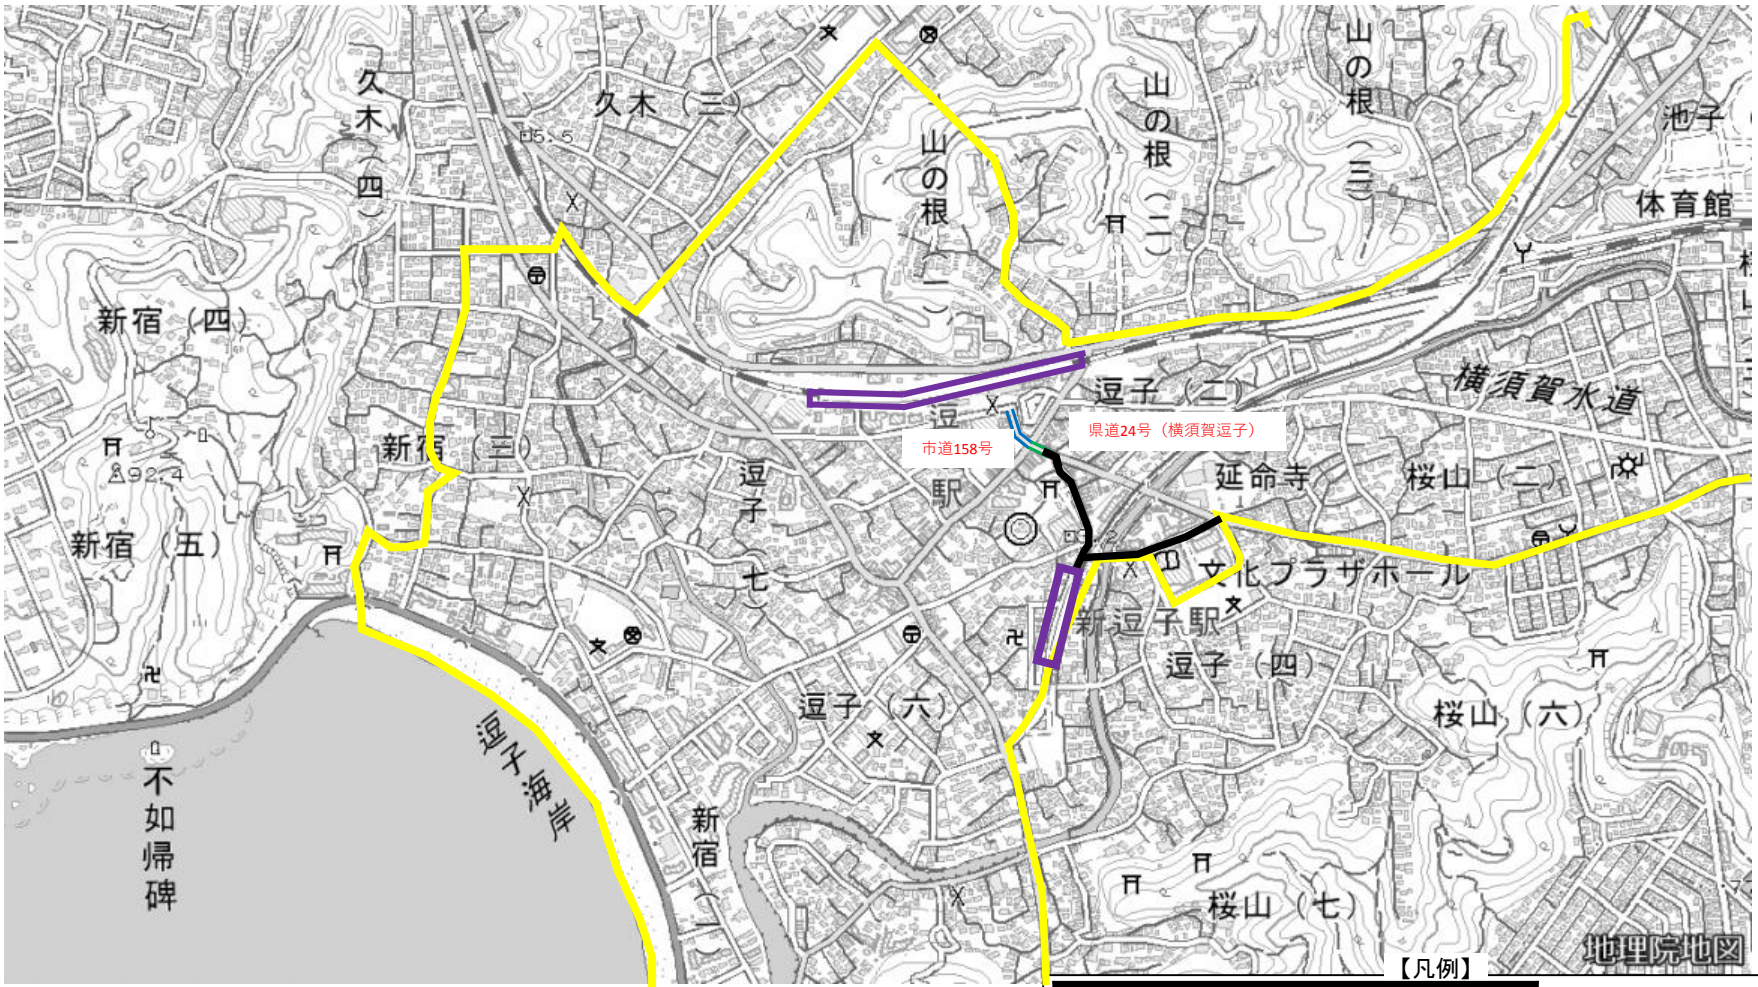 久木（四）
久木（三）
5.5
山の根（一）
山の根（二）
山の根（三）
池子
体育館
新宿（四）
逗子（二）
横須賀水道
県道24号（横須賀逗子）
市道158号
逗
駅
新宿（三）
92.4
逗子（七）
延命寺
桜山（二）
新宿（五）
3.2
文化プラザホール
新逗子駅
逗子（四）
逗子（六）
桜山（六）
逗子海岸
不如帰碑
新宿（一）
桜山（七）
地理院地図
【凡例】